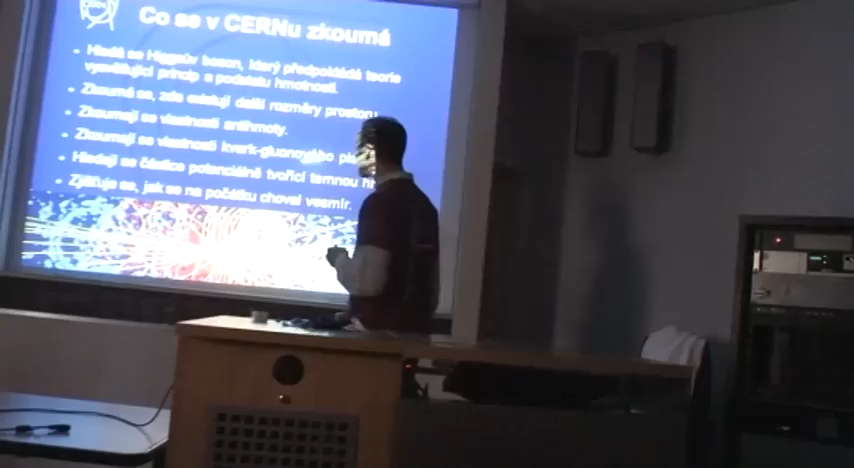 CERN
Co se v CERNu zkoumá
Hledá se Higgsův boson, který předpokládá teorie
vysvětlující princip a podstatu hmotnosti.
Zkoumá se, zda existují další rozměry prostoru.
Zkoumají se vlastnosti antihmoty.
Zkoumají se vlastnosti kvark-gluonového
Hledají se částice potenciálně tvořící temnou
Zjišťuje se, jak se na počátku choval vesmír.